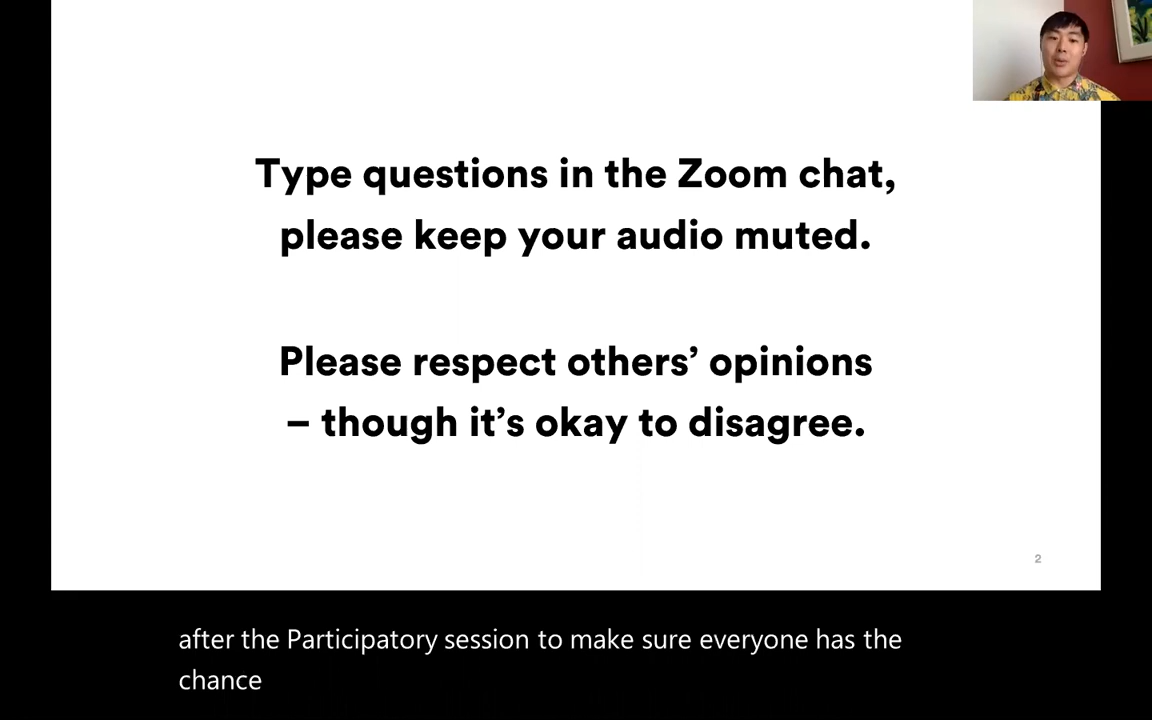 Type questions in the Zoom chat,
please keep your audio muted.
Please respect others’ opinions
– though it’s okay to disagree.
2
after the Participatory session to make sure everyone has the
chance